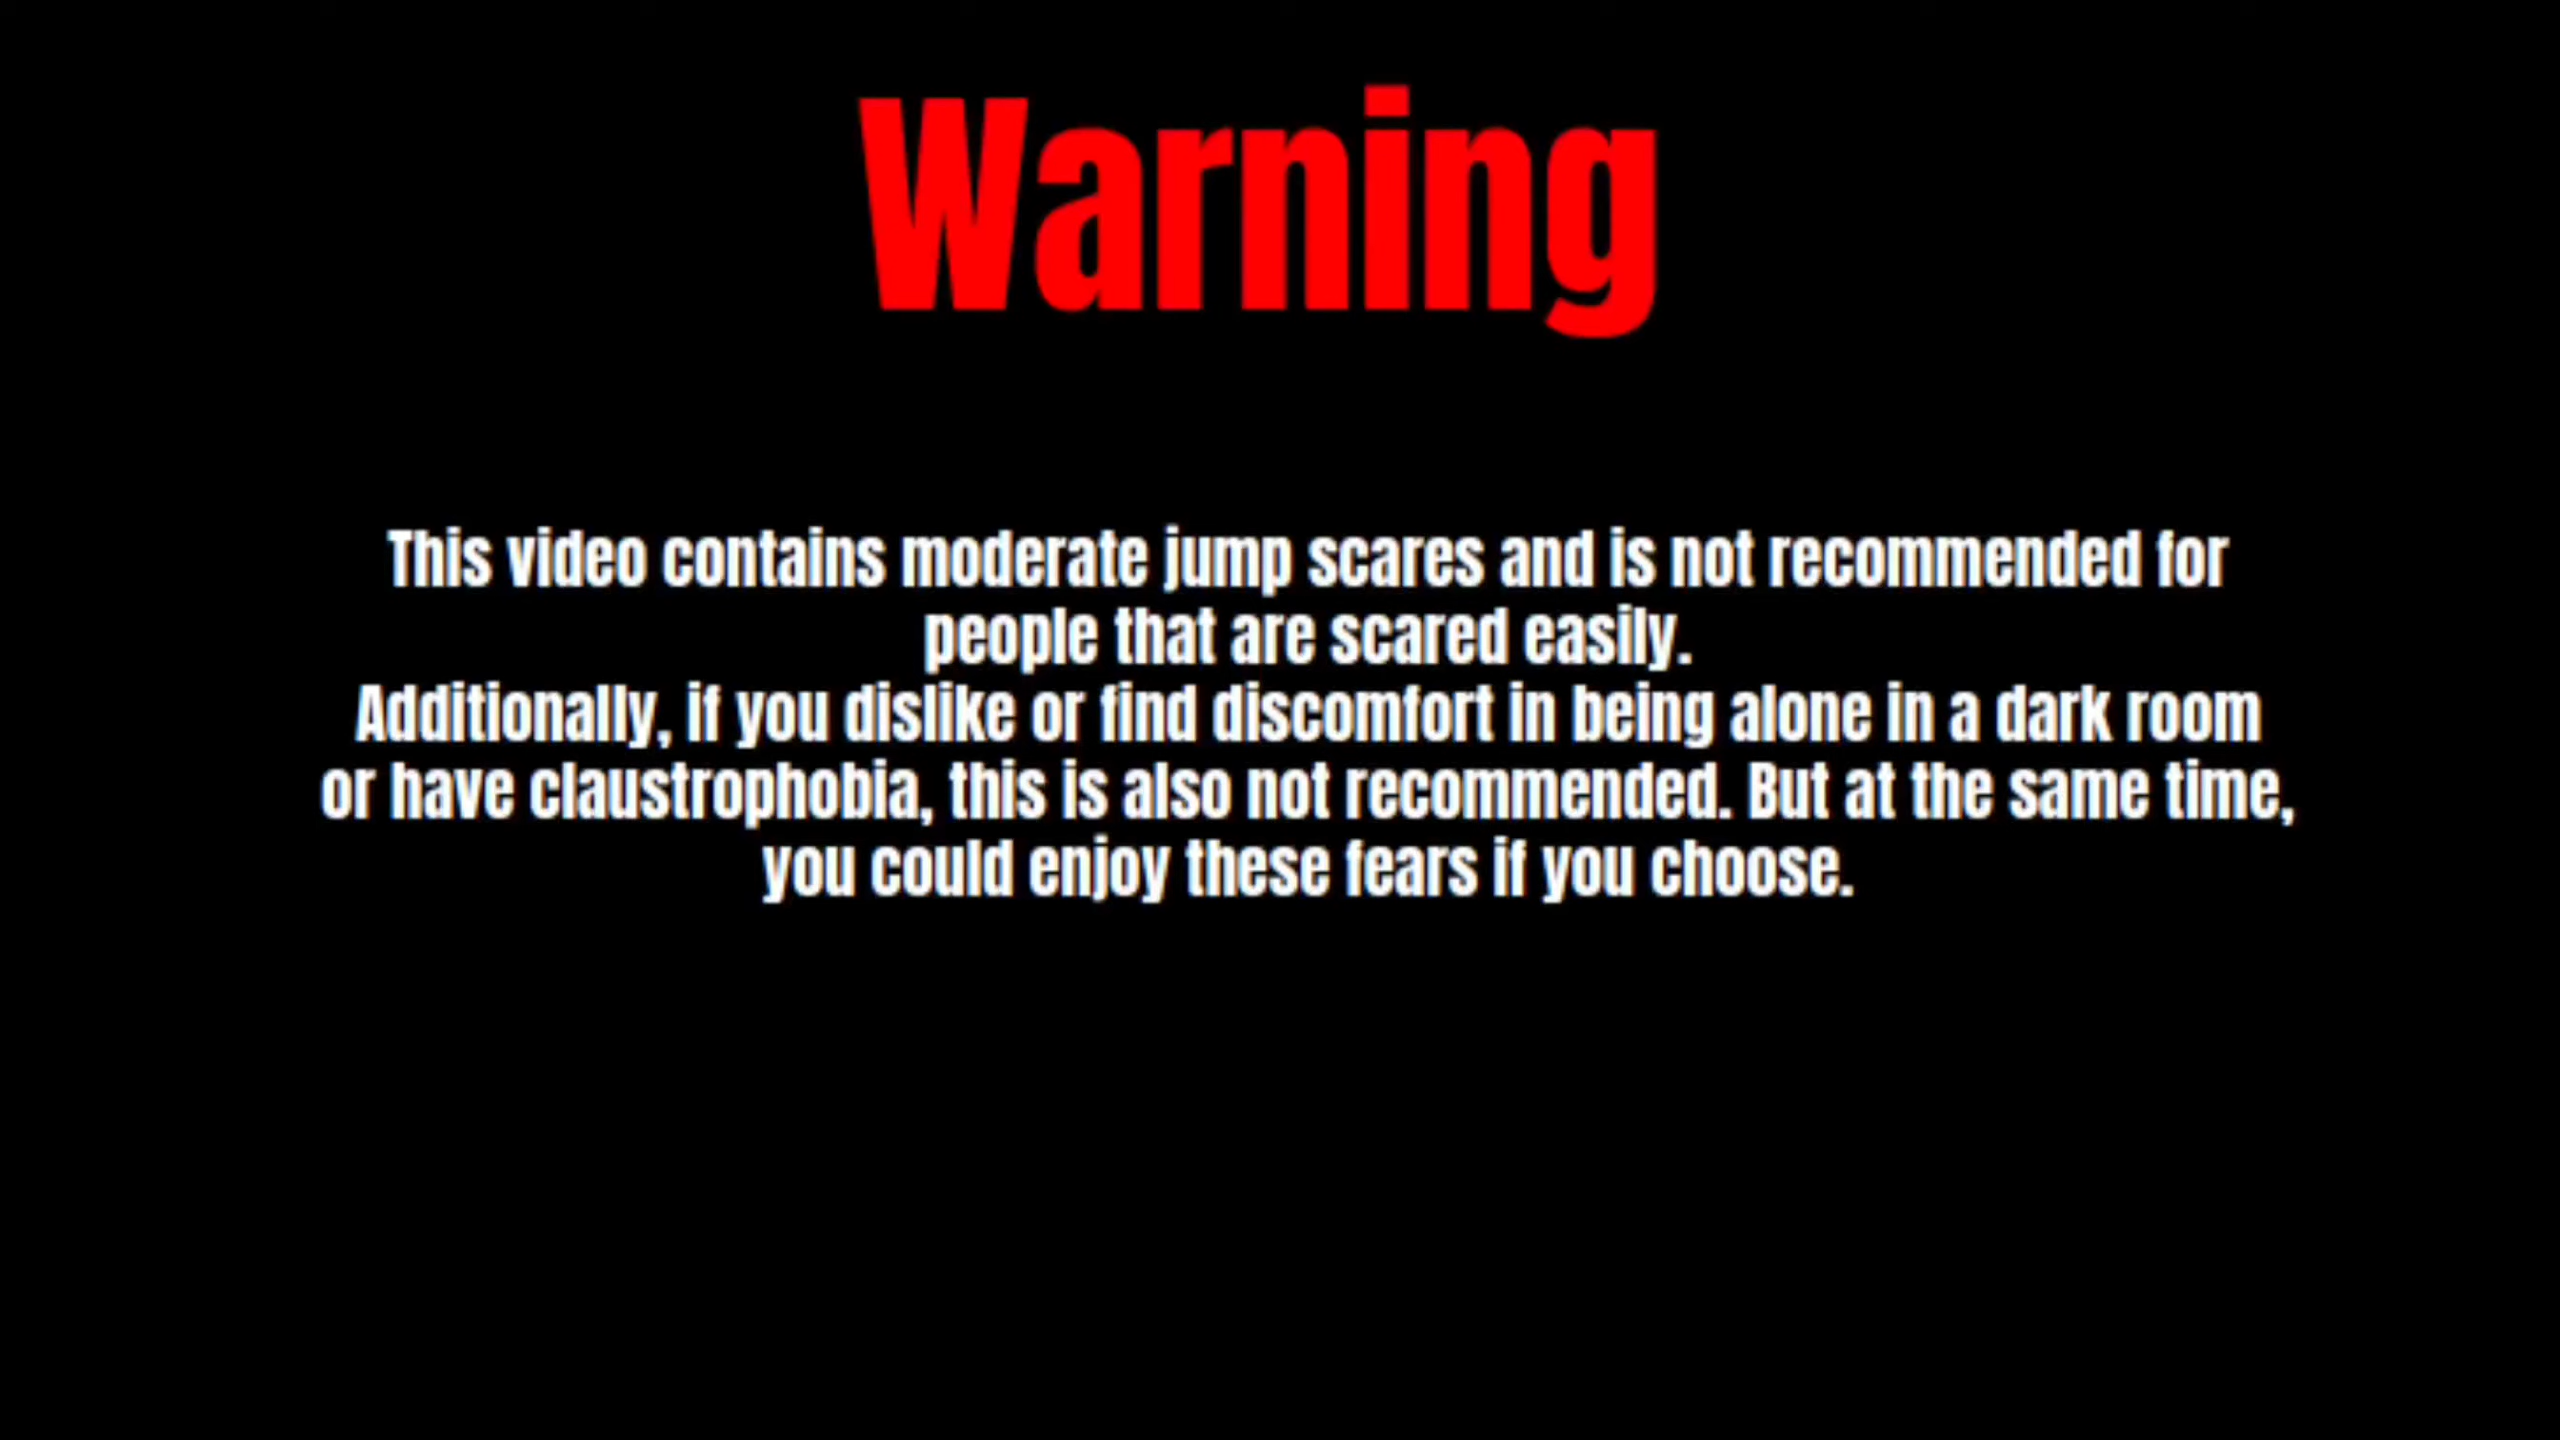 Warning
This video contains moderate jump scares and is not recommended for
people that are scared easily.
Additionally, if you dislike or find discomfort in being alone in a dark room
or have claustrophobia, this is also not recommended. But at the same time,
you could enjoy these fears if you choose.